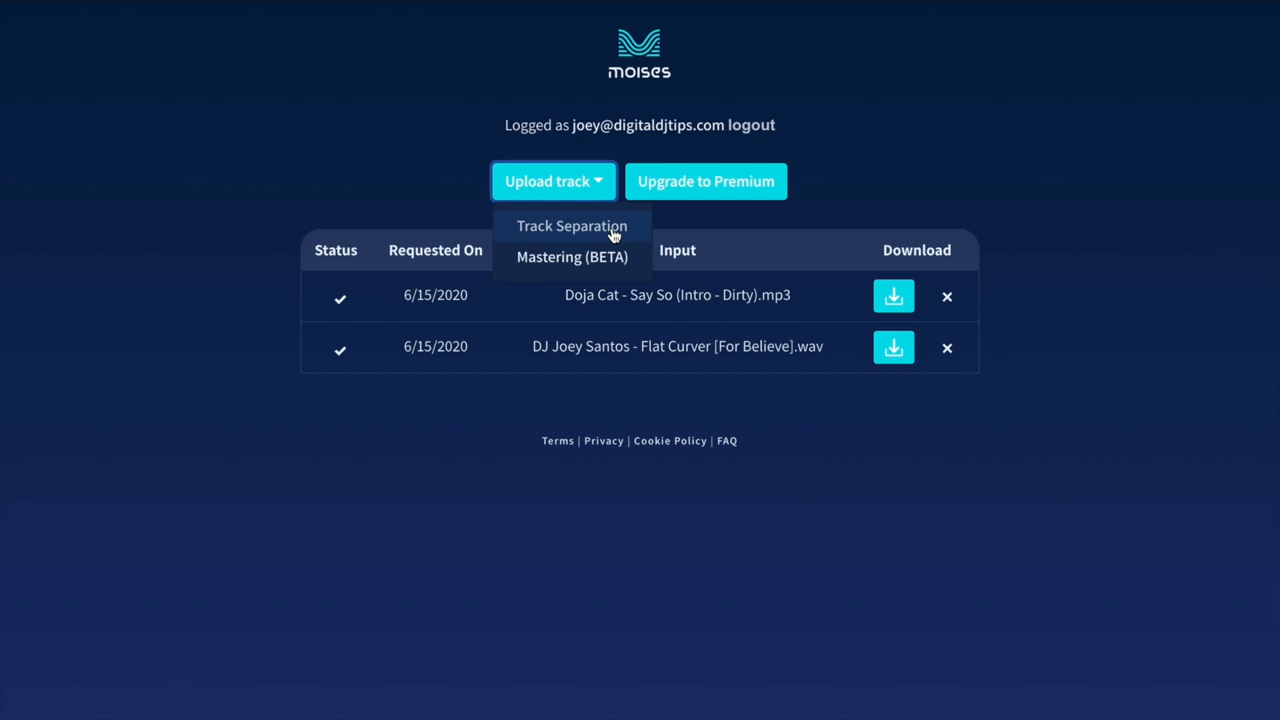 moises
Logged as joey@digitaldjtips.com logout
Upload track Upgrade to Premium
Track Separation
Mastering (BETA)
Status Requested On Input Download
6/15/2020 Doja Cat - Say So (Intro - Dirty).mp3
6/15/2020 DJ Joey Santos - Flat Curver [For Believe].wav
Terms | Privacy | Cookie Policy | FAQ